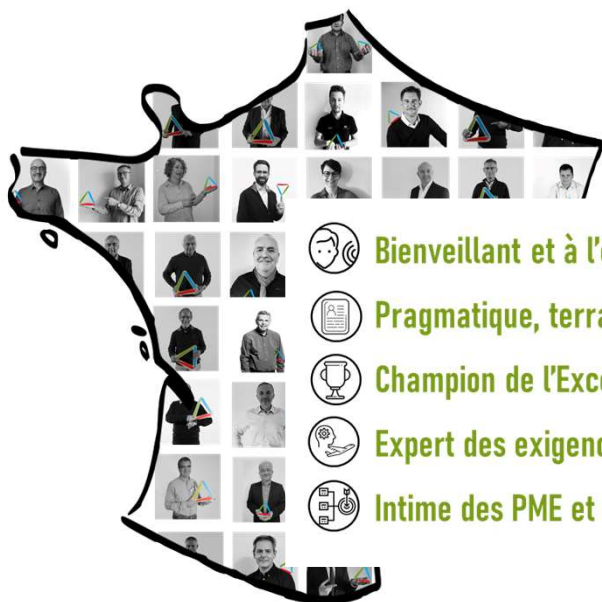 Bienveillant et à l'
Pragmatique, terra
Champion de l'Exce
Expert des exigenc
Intime des PME et